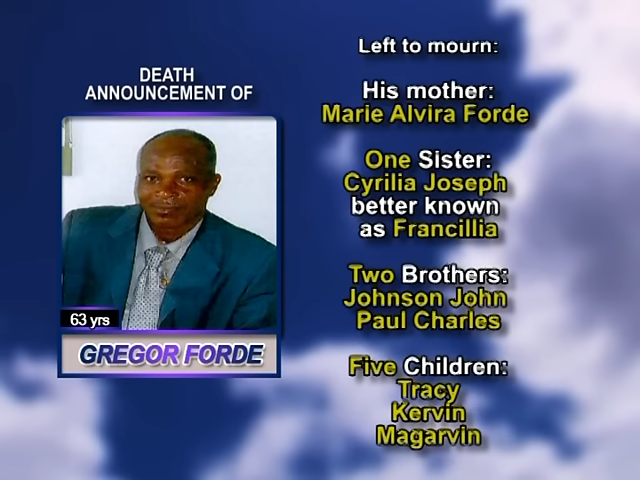 DEATH
ANNOUNCEMENT OF
63 yrs
GREGOR FORDE
Left to mourn:
His mother:
Marie Alvira Forde
One Sister:
Cyrilia Joseph
better known
as Francillia
Two Brothers:
Johnson John
Paul Charles
Five Children:
Tracy
Kervin
Magarvin